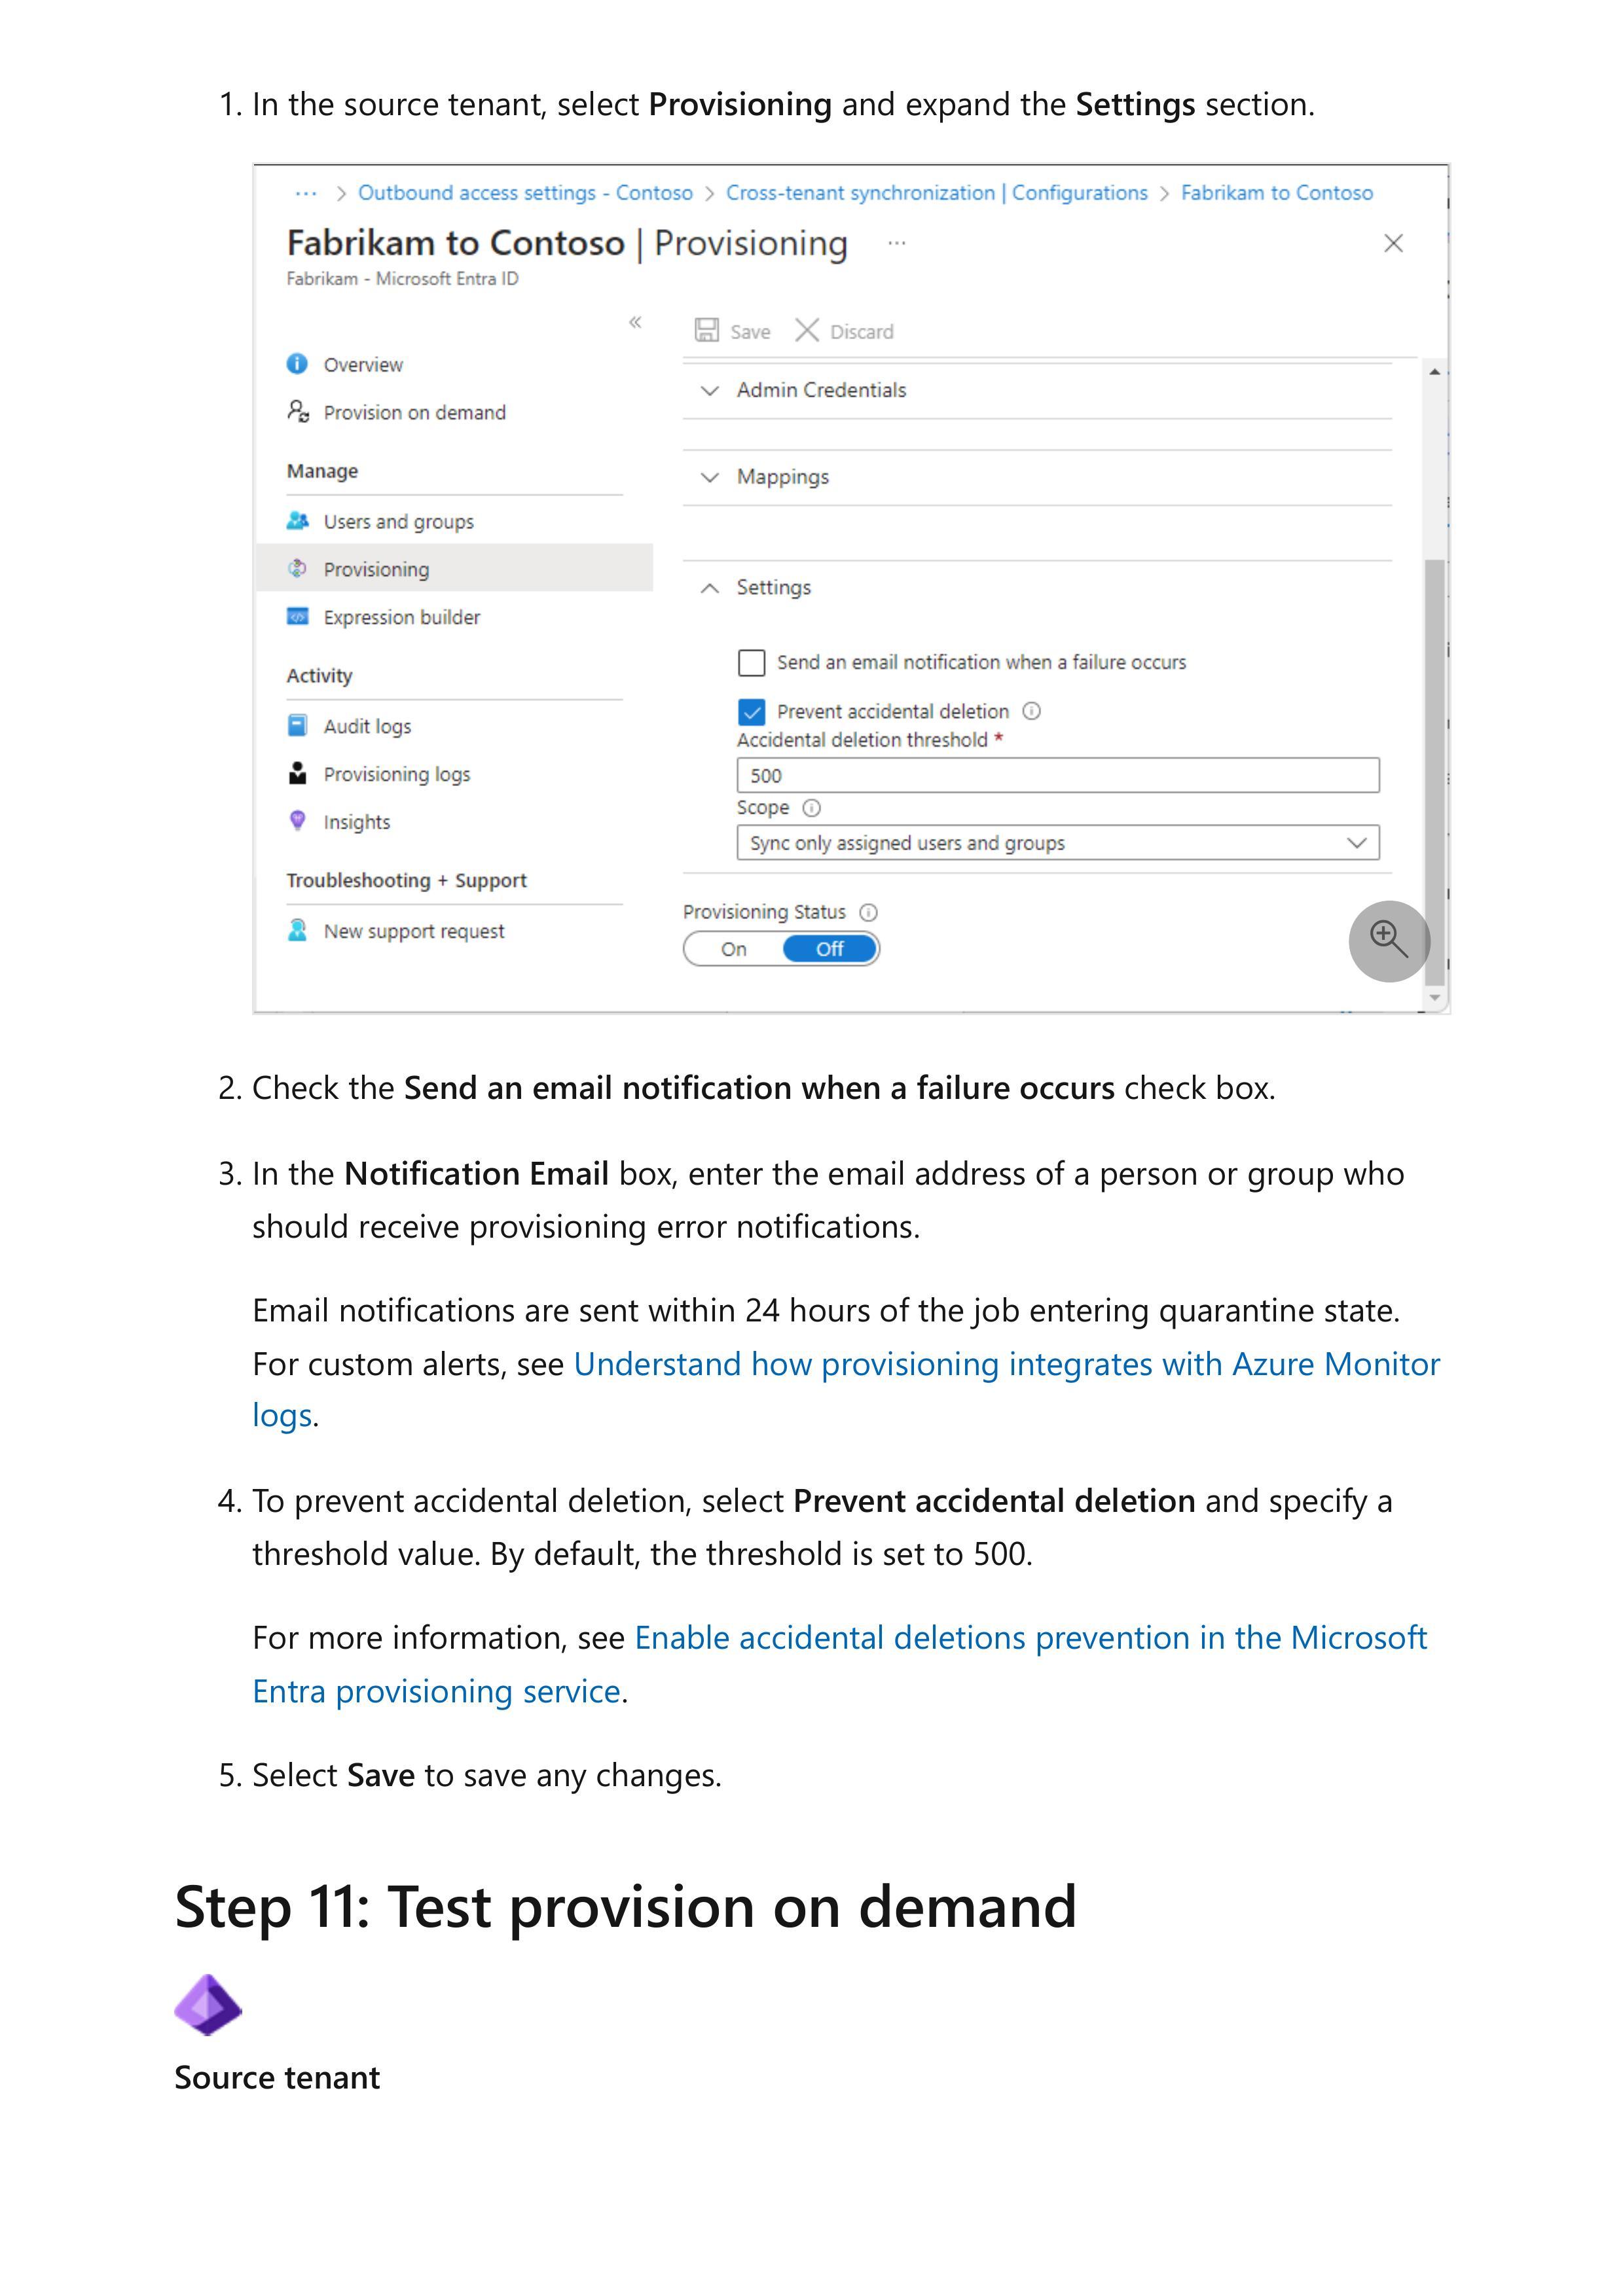 1. In the source tenant, select Provisioning and expand the Settings section.
··· > Outbound access settings - Contoso > Cross-tenant synchronization | Configurations > Fabrikam to Contoso
Fabrikam to Contoso | Provisioning ···
Fabrikam - Microsoft Entra ID
Save Discard
Overview
Provision on demand
Manage
Users and groups
Provisioning
Expression builder
Activity
Audit logs
Provisioning logs
Insights
Troubleshooting + Support
New support request
Admin Credentials
Mappings
Settings
Send an email notification when a failure occurs
Prevent accidental deletion
Accidental deletion threshold *
500
Scope
Sync only assigned users and groups
Provisioning Status
On Off
2. Check the Send an email notification when a failure occurs check box.
3. In the Notification Email box, enter the email address of a person or group who
should receive provisioning error notifications.
Email notifications are sent within 24 hours of the job entering quarantine state.
For custom alerts, see Understand how provisioning integrates with Azure Monitor
logs.
4. To prevent accidental deletion, select Prevent accidental deletion and specify a
threshold value. By default, the threshold is set to 500.
For more information, see Enable accidental deletions prevention in the Microsoft
Entra provisioning service.
5. Select Save to save any changes.
Step 11: Test provision on demand
Source tenant